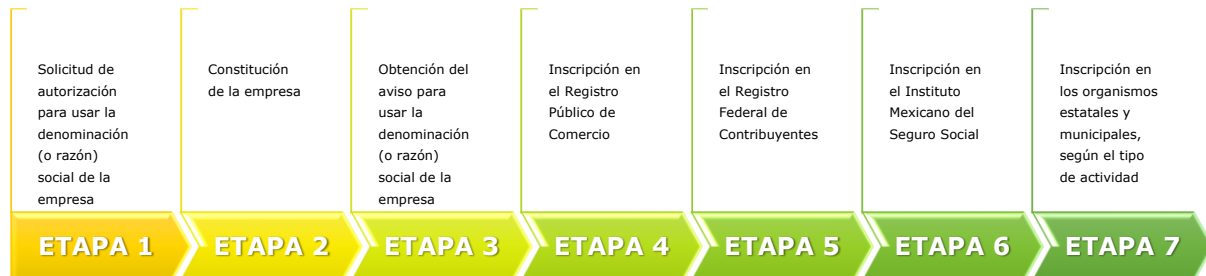 Solicitud de
autorización
para usar la
denominación
(o razón)
social de la
empresa
ETAPA 1
Constitución
de la empresa
ETAPA 2
Obtención del
aviso para
usar la
denominación
(o razón)
social de la
empresa
ETAPA 3
Inscripción en
el Registro
Público de
Comercio
ETAPA 4
Inscripción en
el Registro
Federal de
Contribuyentes
ETAPA 5
Inscripción en
el Instituto
Mexicano del
Seguro Social
ETAPA 6
Inscripción en
los organismos
estatales y
municipales,
según el tipo
de actividad
ETAPA 7